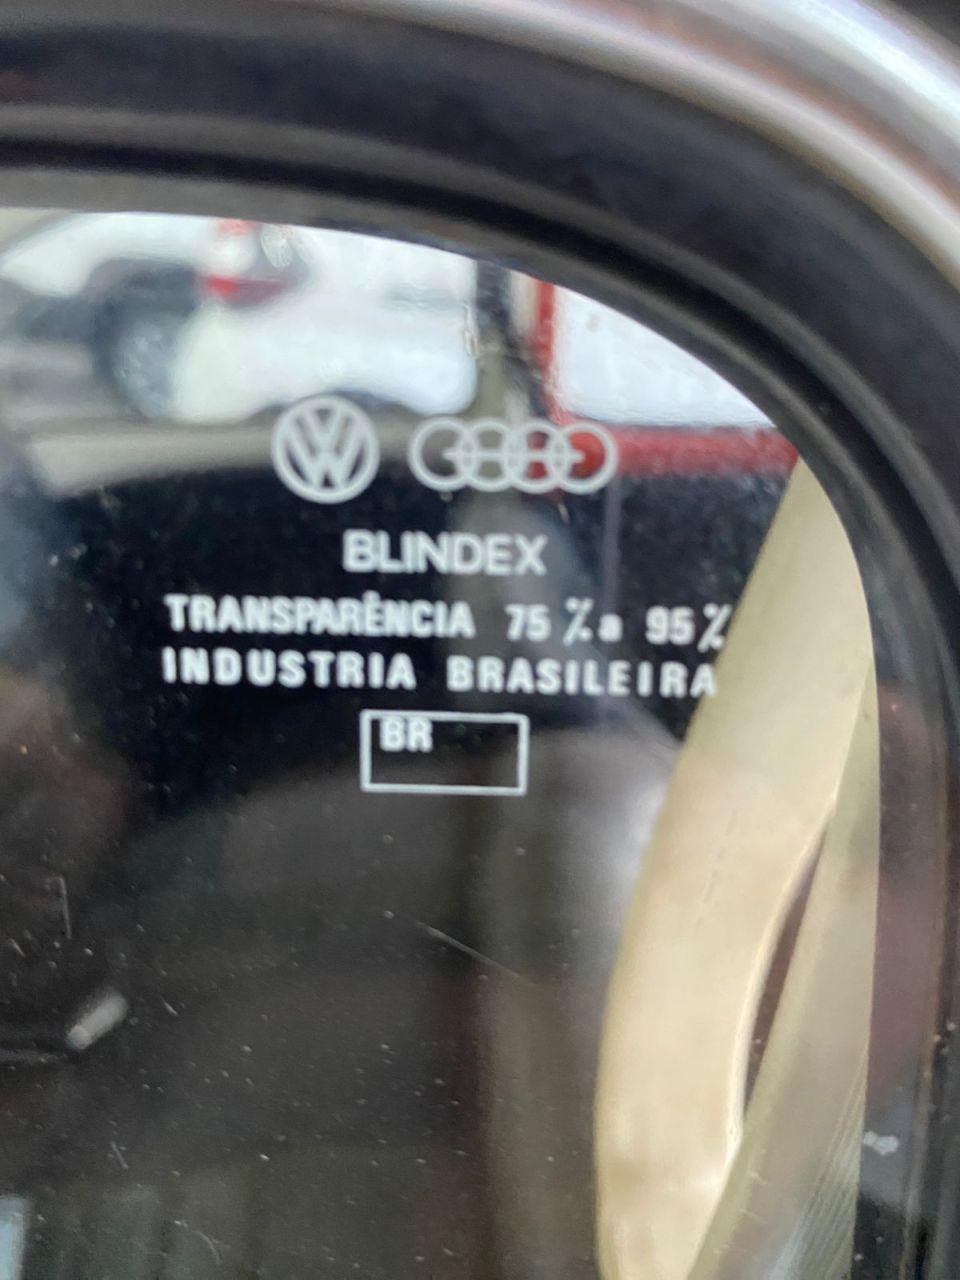 BLINDEX
TRANSPARÊNCIA 75 % a 95 %
INDUSTRIA BRASILEIRA
BR